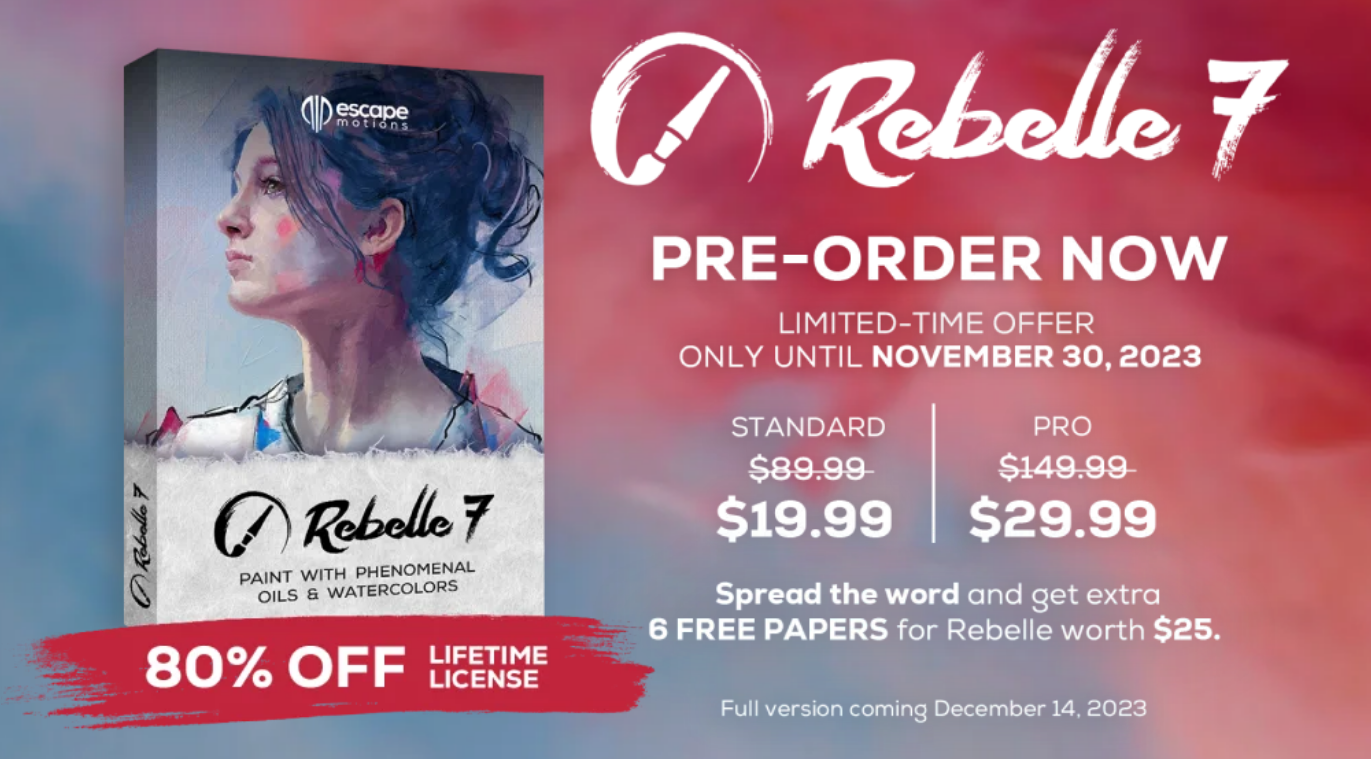 escape
motions
Rebelle 7
PAINT WITH PHENOMENAL
OILS & WATERCOLORS
Rebelle 7
80% OFF LIFETIME
LICENSE
Rebelle 7
PRE-ORDER NOW
LIMITED-TIME OFFER
ONLY UNTIL NOVEMBER 30, 2023
STANDARD
$89.99
$19.99
PRO
$149.99
$29.99
Spread the word and get extra
6 FREE PAPERS for Rebelle worth $25.
Full version coming December 14, 2023